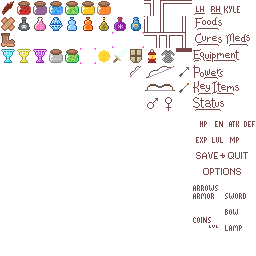 LH RH KYLE
Foods
Cures Meds
Equipment
Powers
Key Items
Status
HP EN ATK DEF
EXP LVL MP
SAVE + QUIT
OPTIONS
ARROWS
ARMOR SWORD
BOW
COINS
LVL LAMP